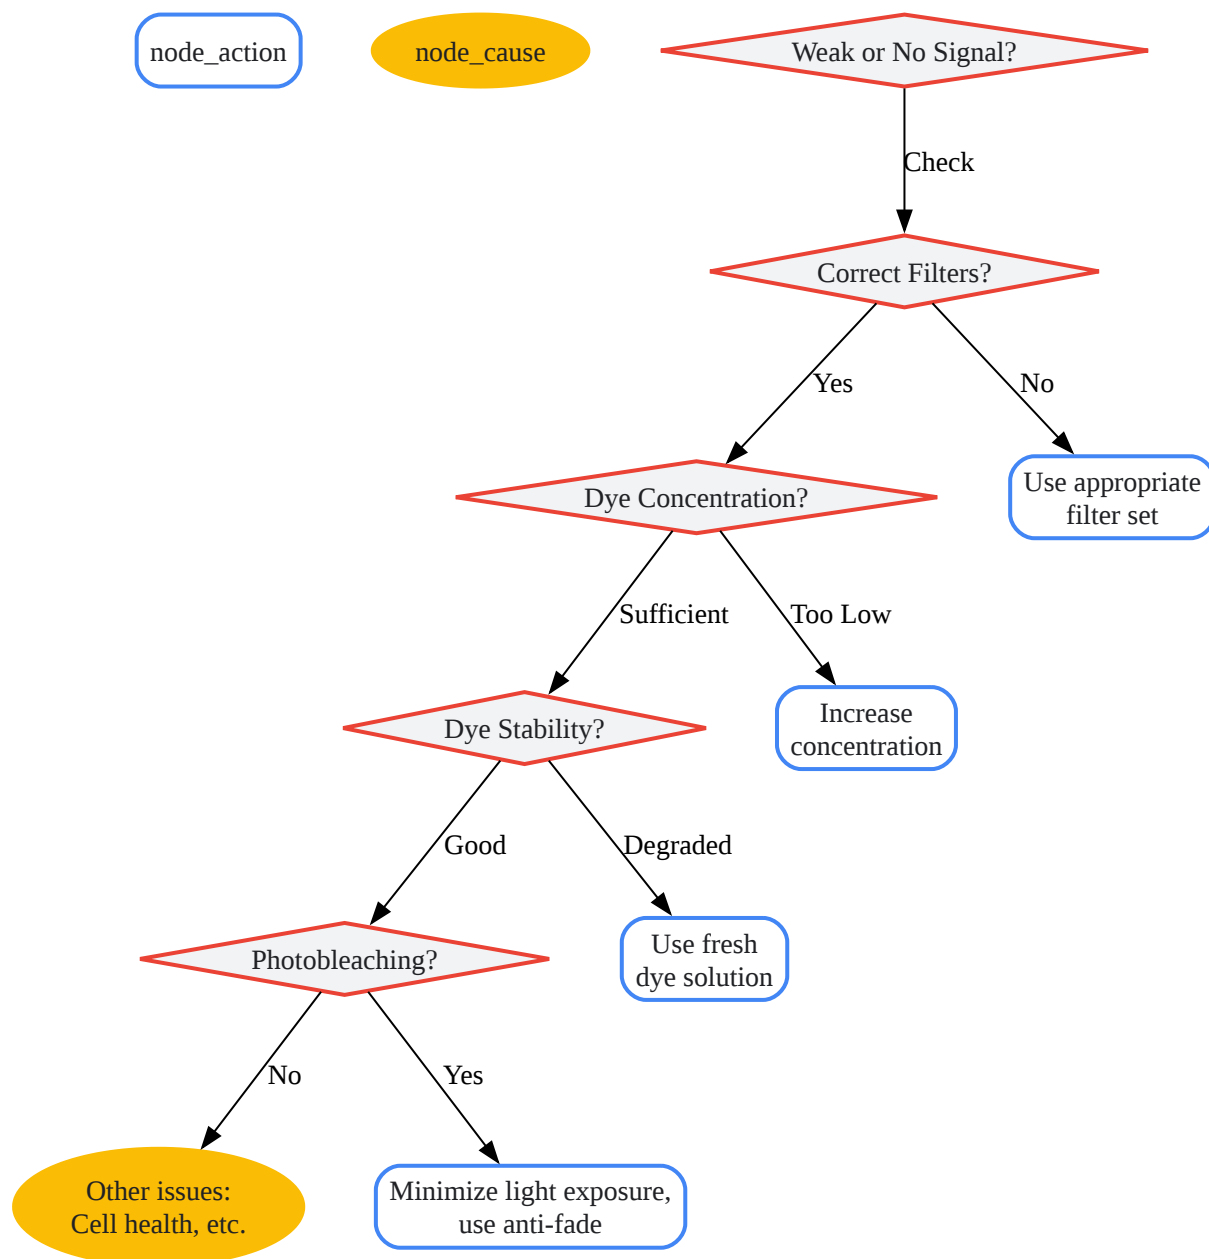 node_action
node_cause
Weak or No Signal?
Check
Correct Filters?
Yes
No
Dye Concentration?
Use appropriate
filter set
Sufficient
Too Low
Dye Stability?
Increase
concentration
Good
Degraded
Photobleaching?
Use fresh
dye solution
No
Yes
Other issues:
Cell health, etc.
Minimize light exposure,
use anti-fade